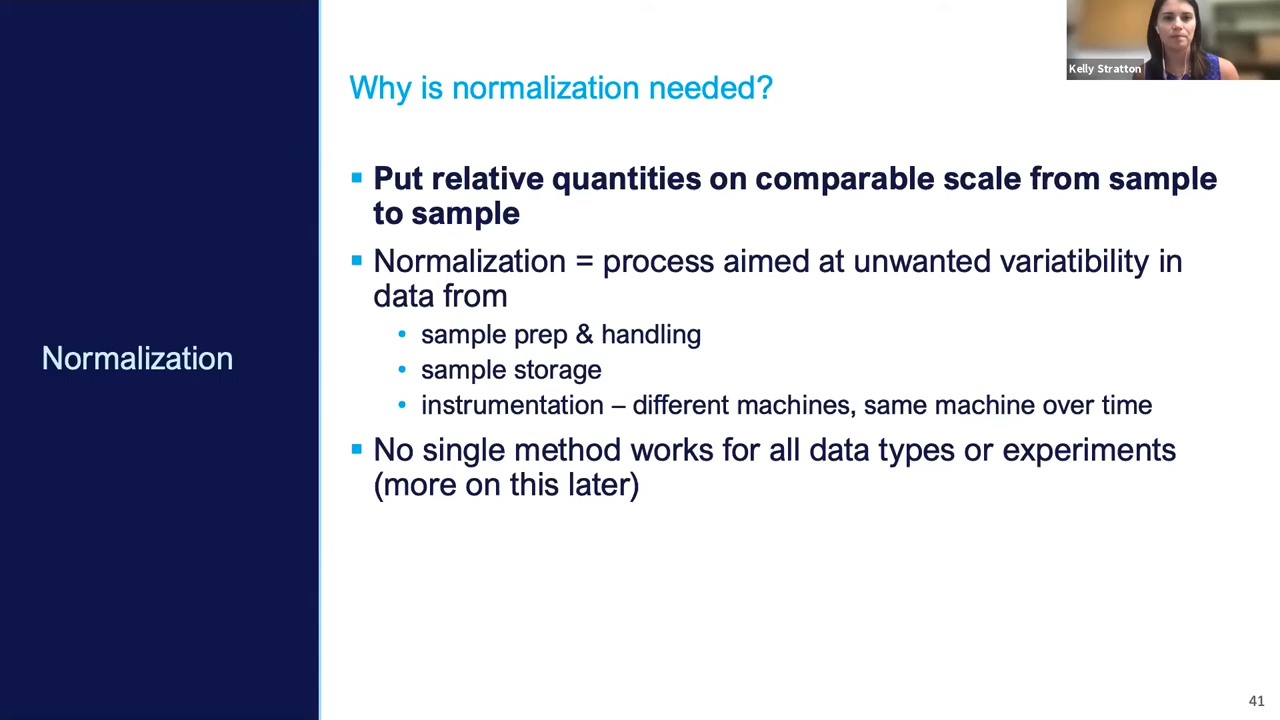 Kelly Stratton
Why is normalization needed?
Put relative quantities on comparable scale from sample
to sample
Normalization = process aimed at unwanted variatibility in
data from
sample prep & handling
sample storage
instrumentation – different machines, same machine over time
No single method works for all data types or experiments
(more on this later)
Normalization
41